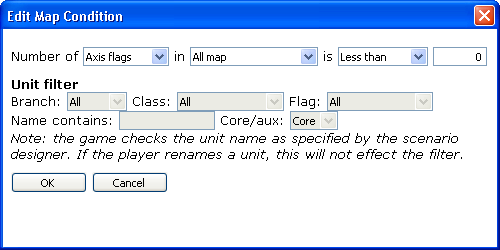 Edit Map Condition
Number of Axis flags in All map is Less than 0
Unit filter
Branch: All Class: All Flag: All
Name contains: Core/aux: Core
Note: the game checks the unit name as specified by the scenario
designer. If the player renames a unit, this will not effect the filter.
OK Cancel